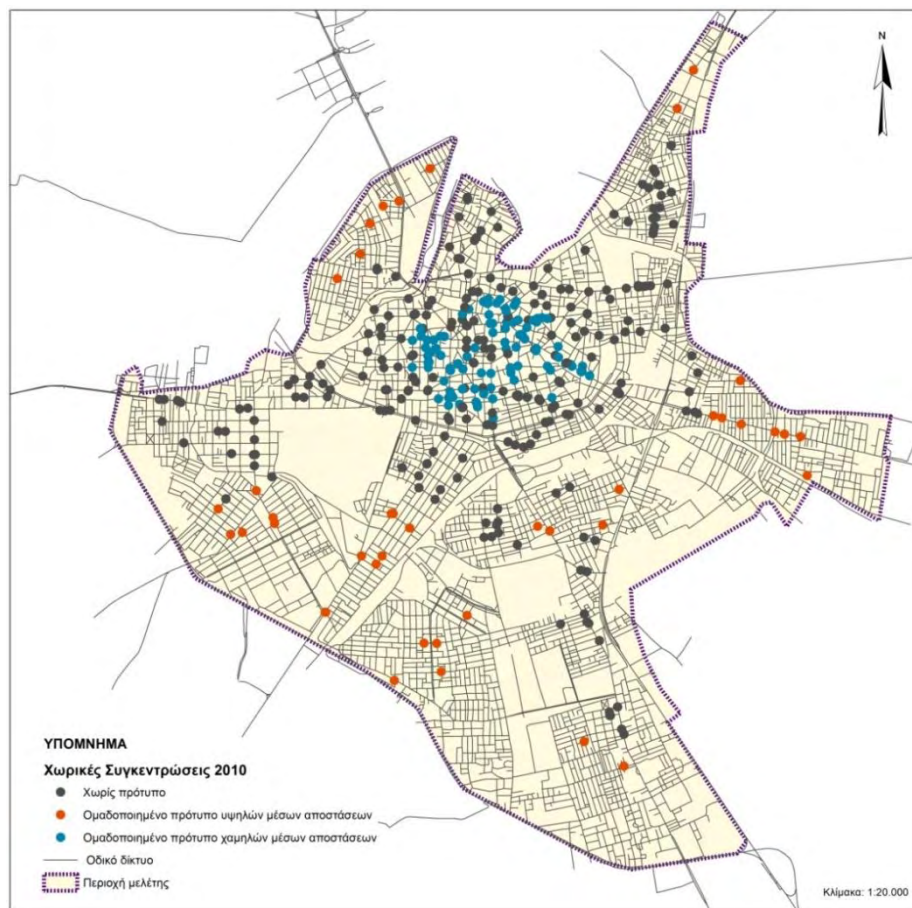 N
ΥΠΟΜΝΗΜΑ
Χωρικές Συγκεντρώσεις 2010
Χωρίς πρότυπο
Ομαδοποιημένο πρότυπο υψηλών μέσων αποστάσεων
Ομαδοποιημένο πρότυπο χαμηλών μέσων αποστάσεων
Οδικό δίκτυο
Περιοχή μελέτης
Κλίμακα: 1:20.000